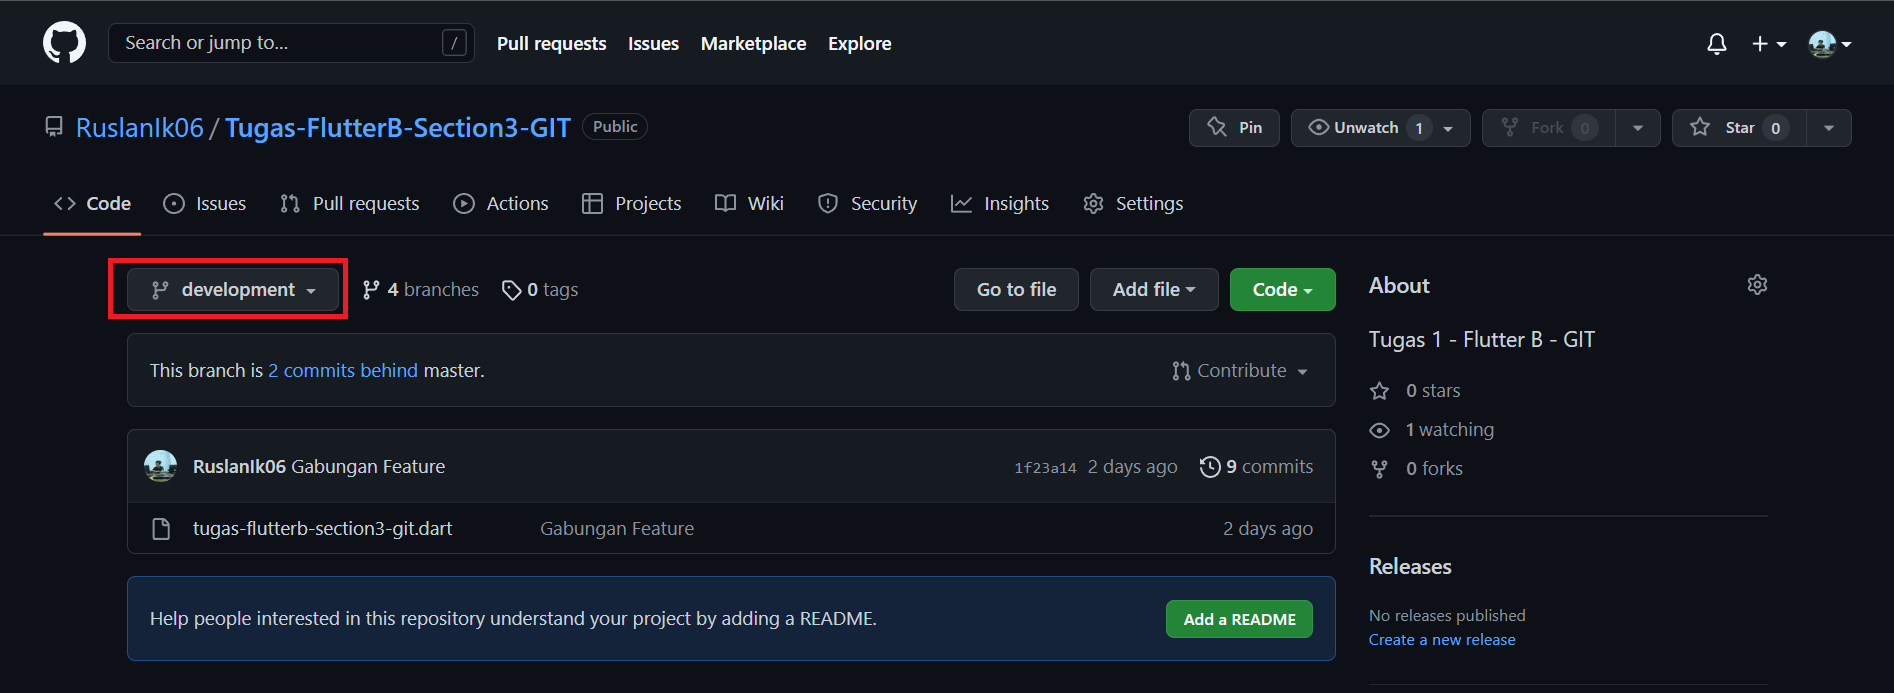 Search or jump to... / Pull requests Issues Marketplace Explore
RuslanIk06 / Tugas-FlutterB-Section3-GIT Public Pin Unwatch 1 Fork 0 Star 0
Code Issues Pull requests Actions Projects Wiki Security Insights Settings
development 4 branches 0 tags Go to file Add file Code
This branch is 2 commits behind master. Contribute
RuslanIk06 Gabungan Feature 1f23a14 2 days ago 9 commits
tugas-flutterb-section3-git.dart Gabungan Feature 2 days ago
Help people interested in this repository understand your project by adding a README. Add a README
About
Tugas 1 - Flutter B - GIT
0 stars
1 watching
0 forks
Releases
No releases published
Create a new release